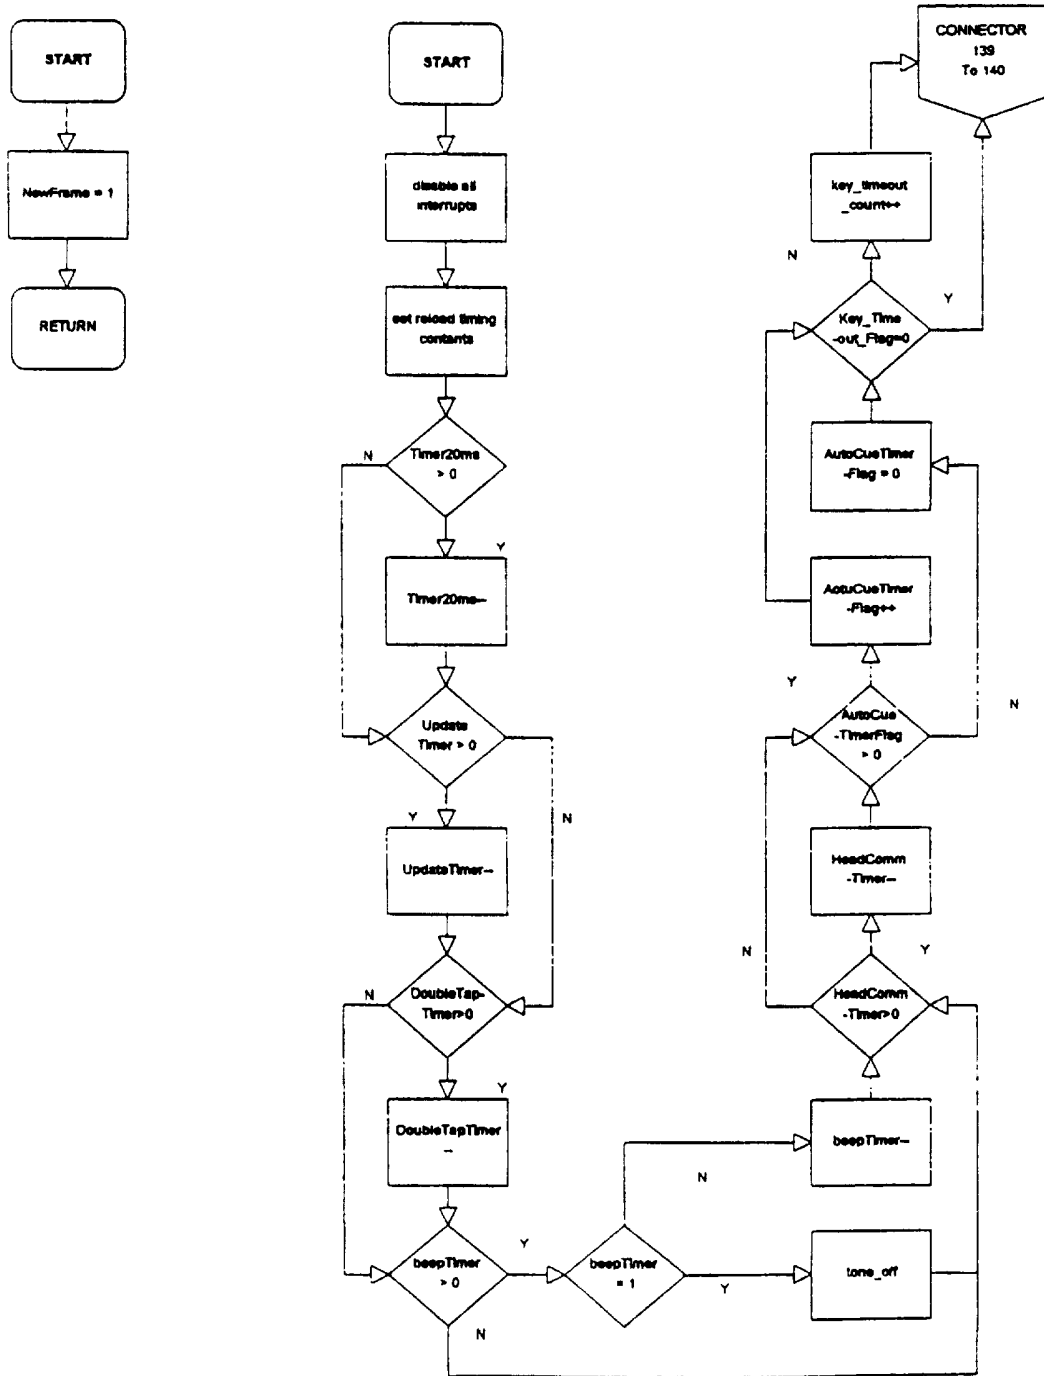 START
NewFrame = 1
RETURN
START
disable all
interrupts
set reload timing
contants
Timer20ms
> 0
N
Y
Timer20ms--
Update
Timer > 0
Y
N
UpdateTimer--
DoubleTap-
Timer>0
N
Y
DoubleTapTimer
--
beepTimer
> 0
Y
N
beepTimer
= 1
N
Y
beepTimer--
tone_off
HeadComm
-Timer>0
N
Y
HeadComm
-Timer--
AutoCue
-TimerFlag
> 0
Y
N
AotuCueTimer
-Flag++
AutoCueTimer
-Flag = 0
Key_Time
-out_Flag=0
N
Y
key_timeout
_count++
CONNECTOR
139
To 140